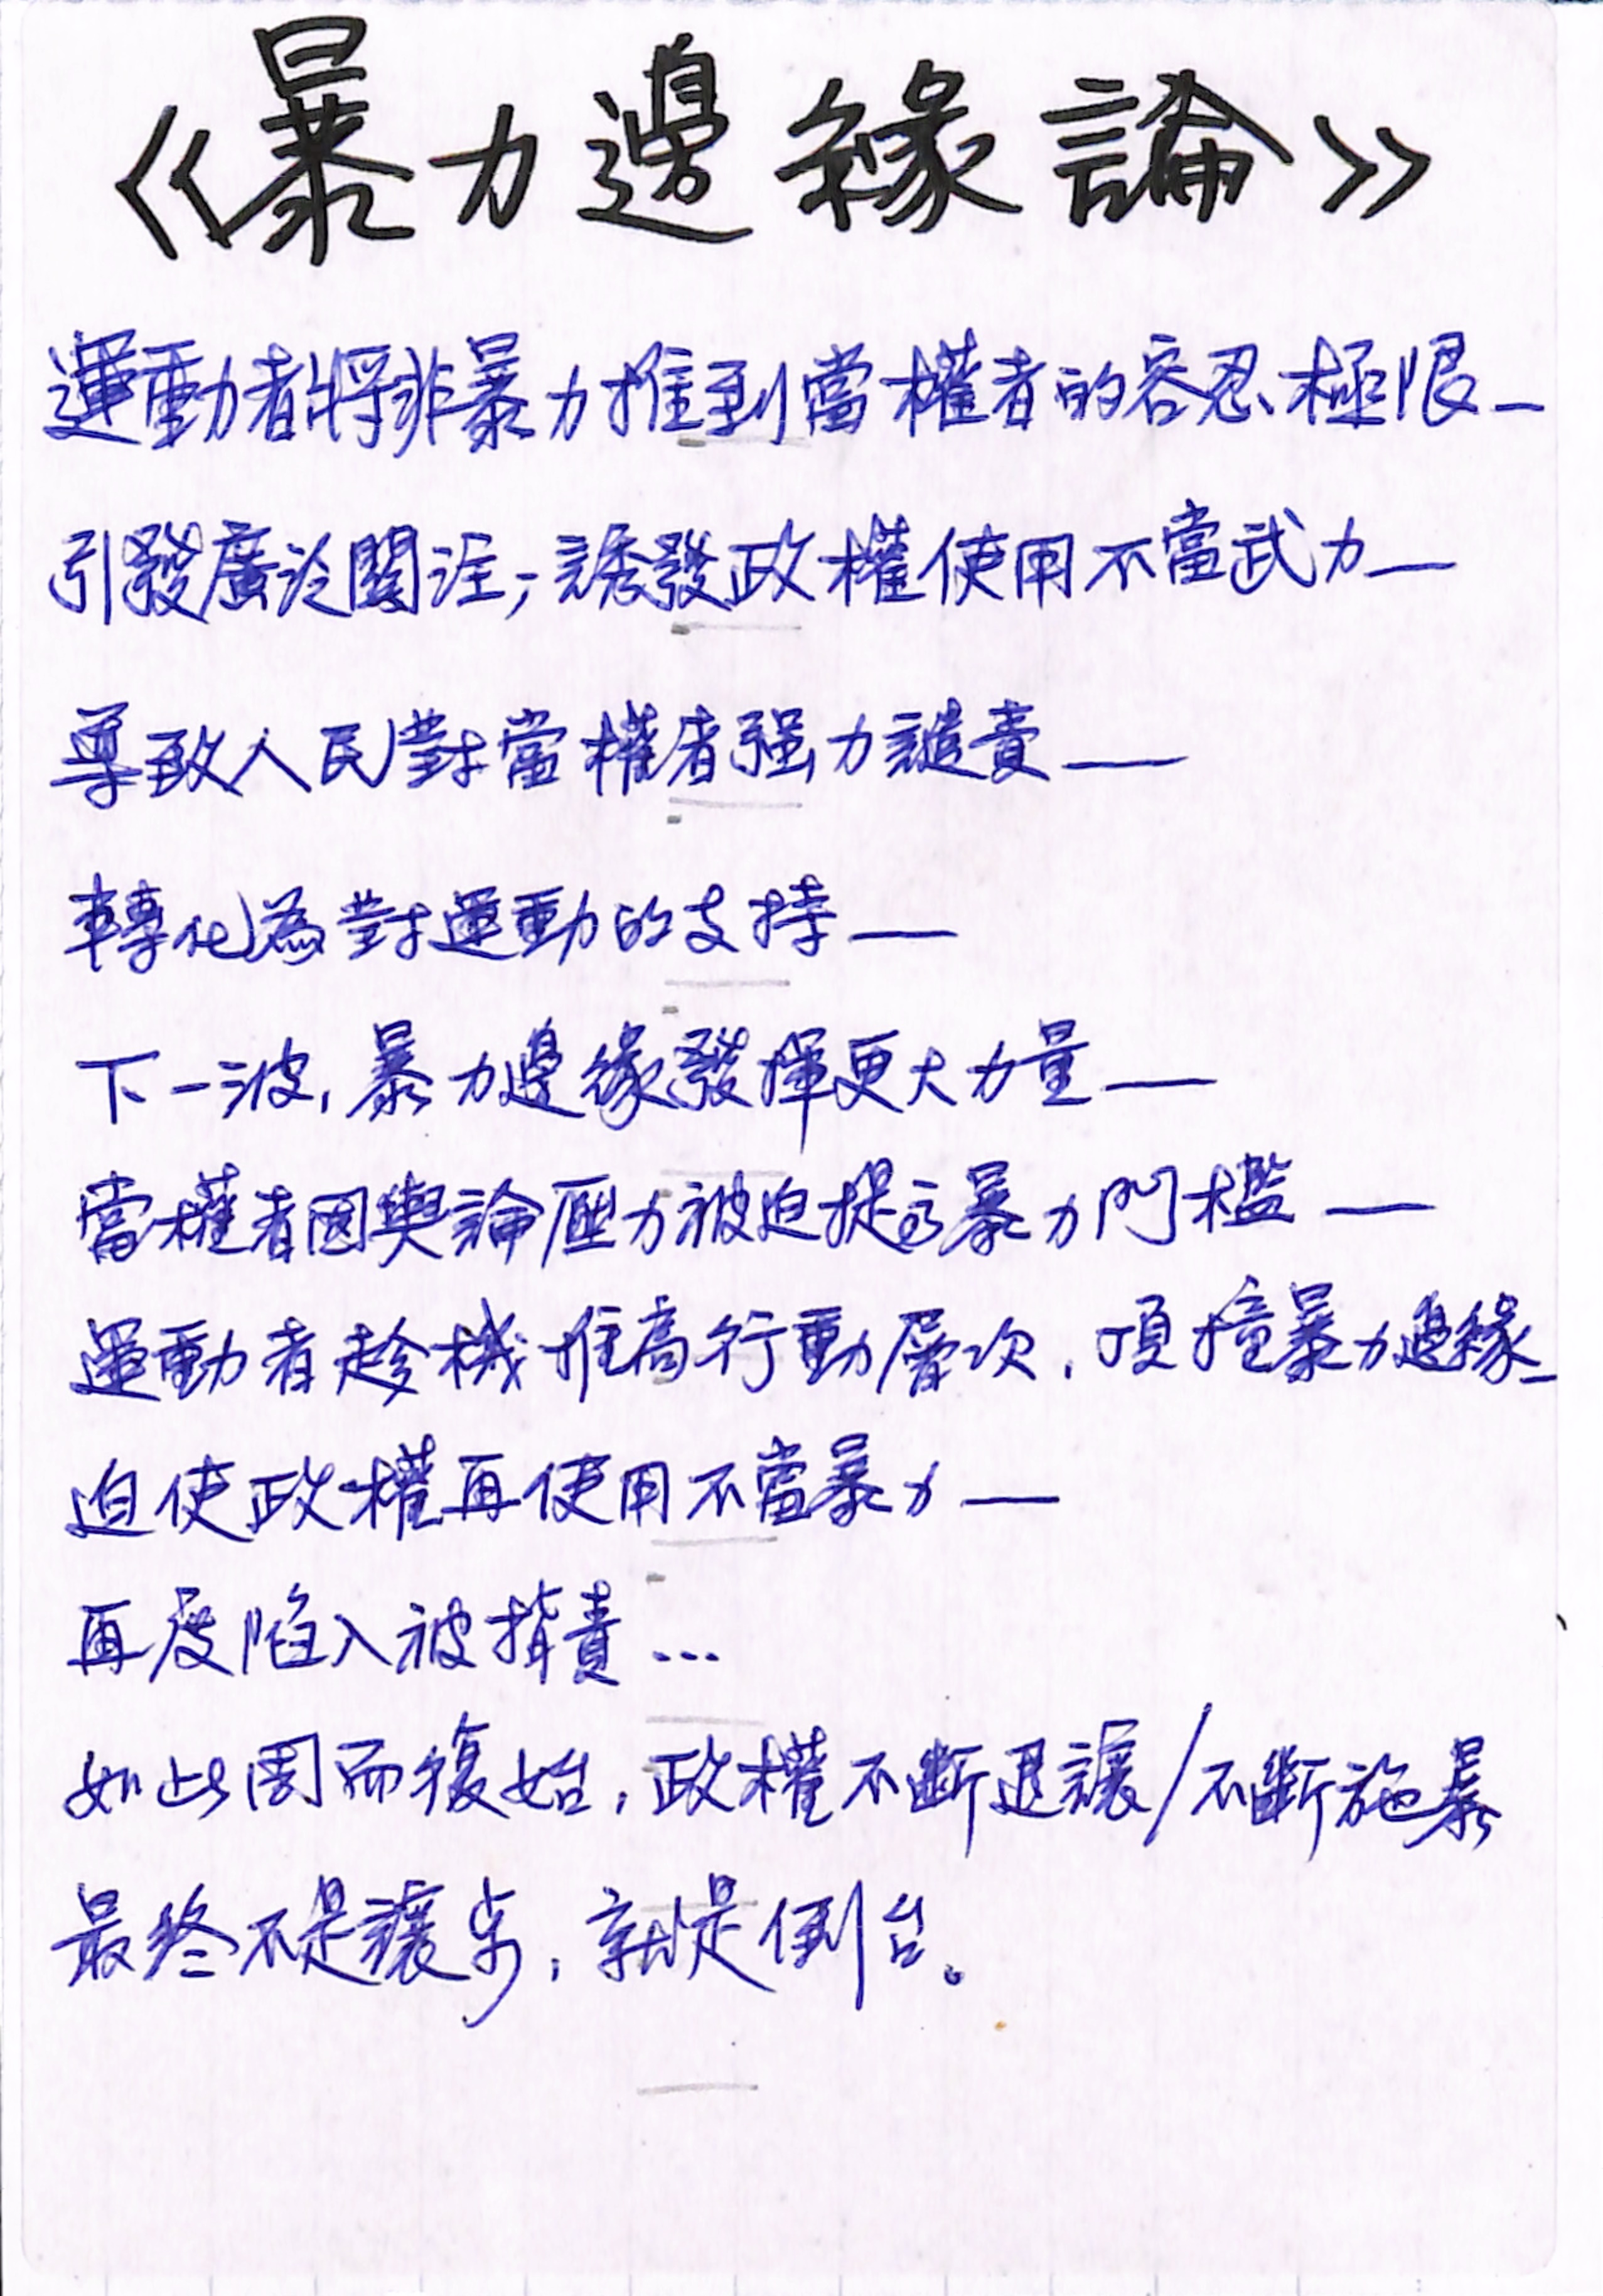 《暴力邊緣論》
運動者將非暴力推到當權者的容忍極限—
引發廣泛關注，誘發政權使用不當武力—
導致人民對當權者强力譴責—
轉化為對運動的支持—
下一波，暴力邊緣發揮更大力量—
當權者因輿論壓力被迫提高暴力門檻—
運動者趁機推高行動層次，頂撞暴力邊緣—
迫使政權再使用不當暴力—
再度陷入被指責…
如此周而復始，政權不斷退讓/不斷施暴
最終不是讓步，就是倒台。